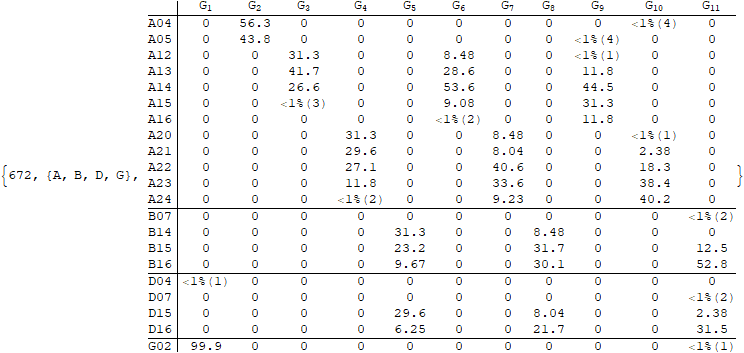 G1 G2 G3 G4 G5 G6 G7 G8 G9 G10 G11
A04 0 56.3 0 0 0 0 0 0 0 <1%(4) 0
A05 0 43.8 0 0 0 0 0 0 <1%(4) 0 0
A12 0 0 31.3 0 0 8.48 0 0 <1%(1) 0 0
A13 0 0 41.7 0 0 28.6 0 0 11.8 0 0
A14 0 0 26.6 0 0 53.6 0 0 44.5 0 0
A15 0 0 <1%(3) 0 0 9.08 0 0 31.3 0 0
A16 0 0 0 0 0 <1%(2) 0 0 11.8 0 0
A20 0 0 0 31.3 0 0 8.48 0 0 <1%(1) 0
A21 0 0 0 29.6 0 0 8.04 0 0 2.38 0
{672, {A, B, D, G}, A22 0 0 0 27.1 0 0 40.6 0 0 18.3 0 }
A23 0 0 0 11.8 0 0 33.6 0 0 38.4 0
A24 0 0 0 <1%(2) 0 0 9.23 0 0 40.2 0
B07 0 0 0 0 0 0 0 0 0 0 <1%(2)
B14 0 0 0 0 31.3 0 0 8.48 0 0 0
B15 0 0 0 0 23.2 0 0 31.7 0 0 12.5
B16 0 0 0 0 9.67 0 0 30.1 0 0 52.8
D04 <1%(1) 0 0 0 0 0 0 0 0 0 0
D07 0 0 0 0 0 0 0 0 0 0 <1%(2)
D15 0 0 0 0 29.6 0 0 8.04 0 0 2.38
D16 0 0 0 0 6.25 0 0 21.7 0 0 31.5
G02 99.9 0 0 0 0 0 0 0 0 0 <1%(1)